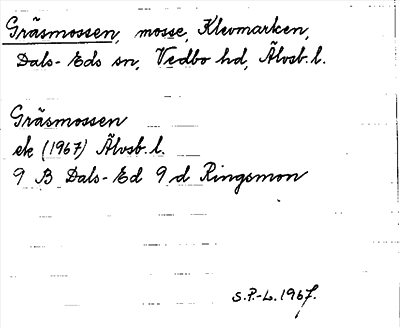 Gräsmossen, mosse, Klevmarken,
Dals-Eds sn, Vedbo hd, Älvsb. l.
Gräsmossen
ek (1967) Älvsb. l.
9 B Dals-Ed 9 d Ringsmon
S.P.-L. 1967.